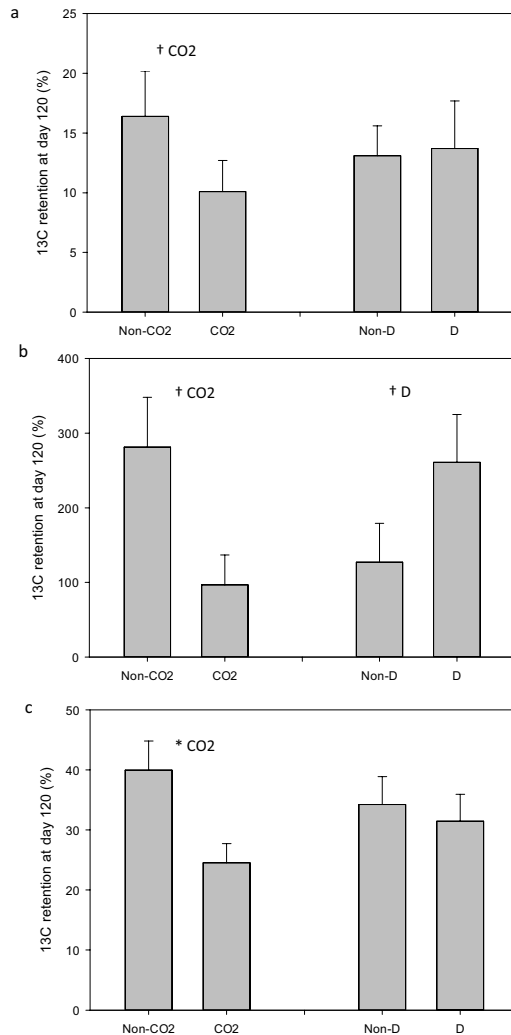 a
† CO2
13C retention at day 120 (%)
25
20
15
10
5
0
Non-CO2 CO2 Non-D D
b
† CO2 † D
13C retention at day 120 (%)
400
300
200
100
0
Non-CO2 CO2 Non-D D
c
* CO2
13C retention at day 120 (%)
50
40
30
20
10
0
Non-CO2 CO2 Non-D D